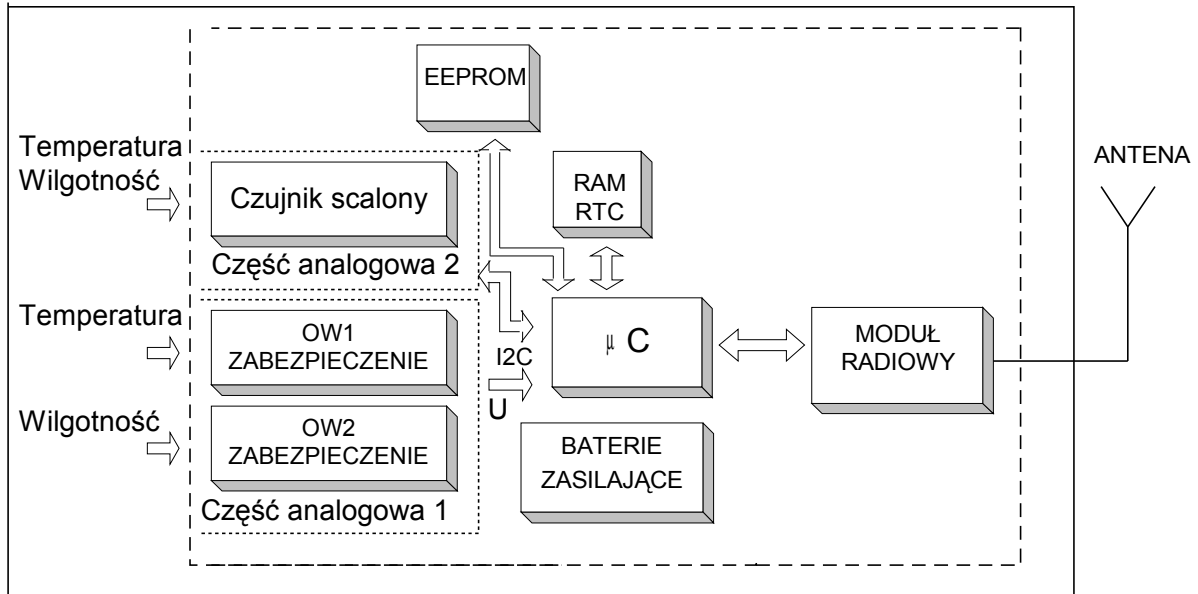 EEPROM
Temperatura
Wilgotność
Czujnik scalony
Część analogowa 2
RAM
RTC
ANTENA
Temperatura
OW1
ZABEZPIECZENIE
I2C
U
μ C
MODUŁ
RADIOWY
Wilgotność
OW2
ZABEZPIECZENIE
Część analogowa 1
BATERIE
ZASILAJĄCE